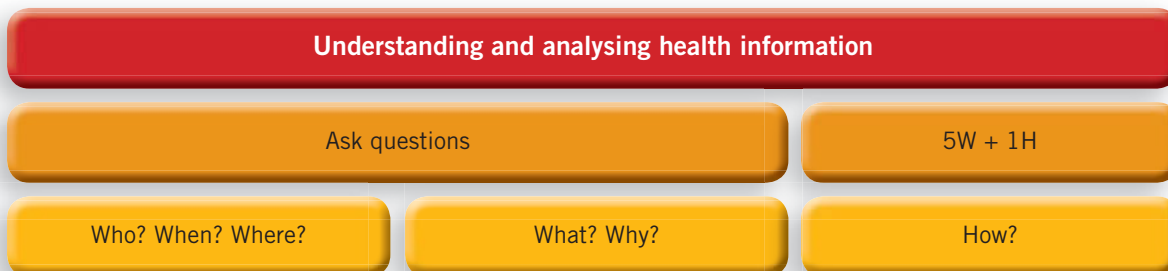 Understanding and analysing health information
Ask questions
5W + 1H
Who? When? Where?
What? Why?
How?